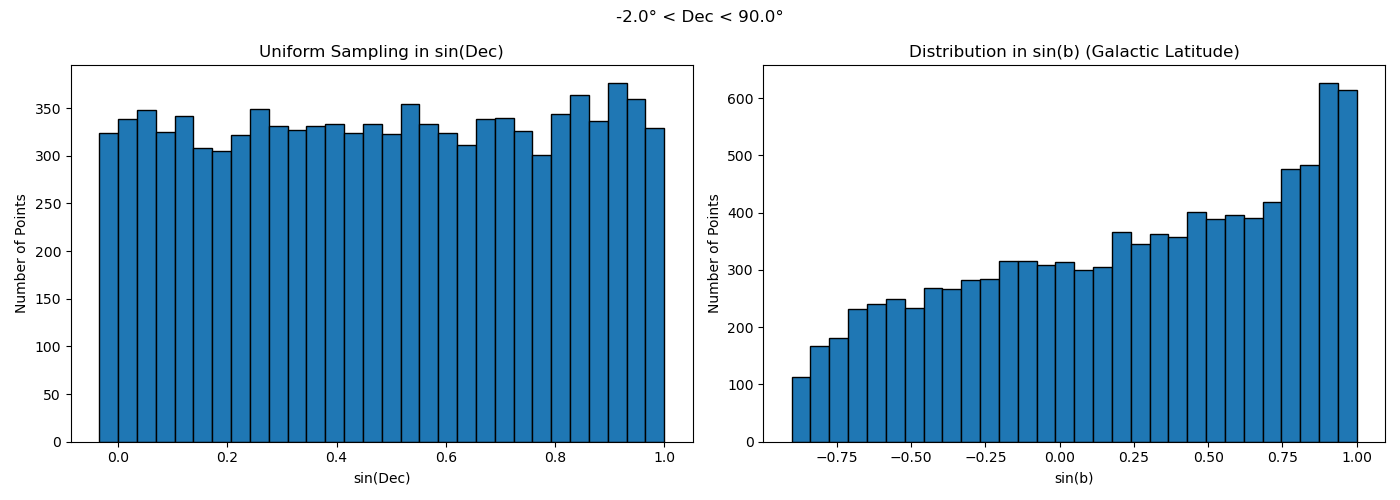 -2.0° < Dec < 90.0°
Uniform Sampling in sin(Dec)
Number of Points
350
300
250
200
150
100
50
0
0.0 0.2 0.4 0.6 0.8 1.0
sin(Dec)
Distribution in sin(b) (Galactic Latitude)
Number of Points
600
500
400
300
200
100
0
−0.75 −0.50 −0.25 0.00 0.25 0.50 0.75 1.00
sin(b)